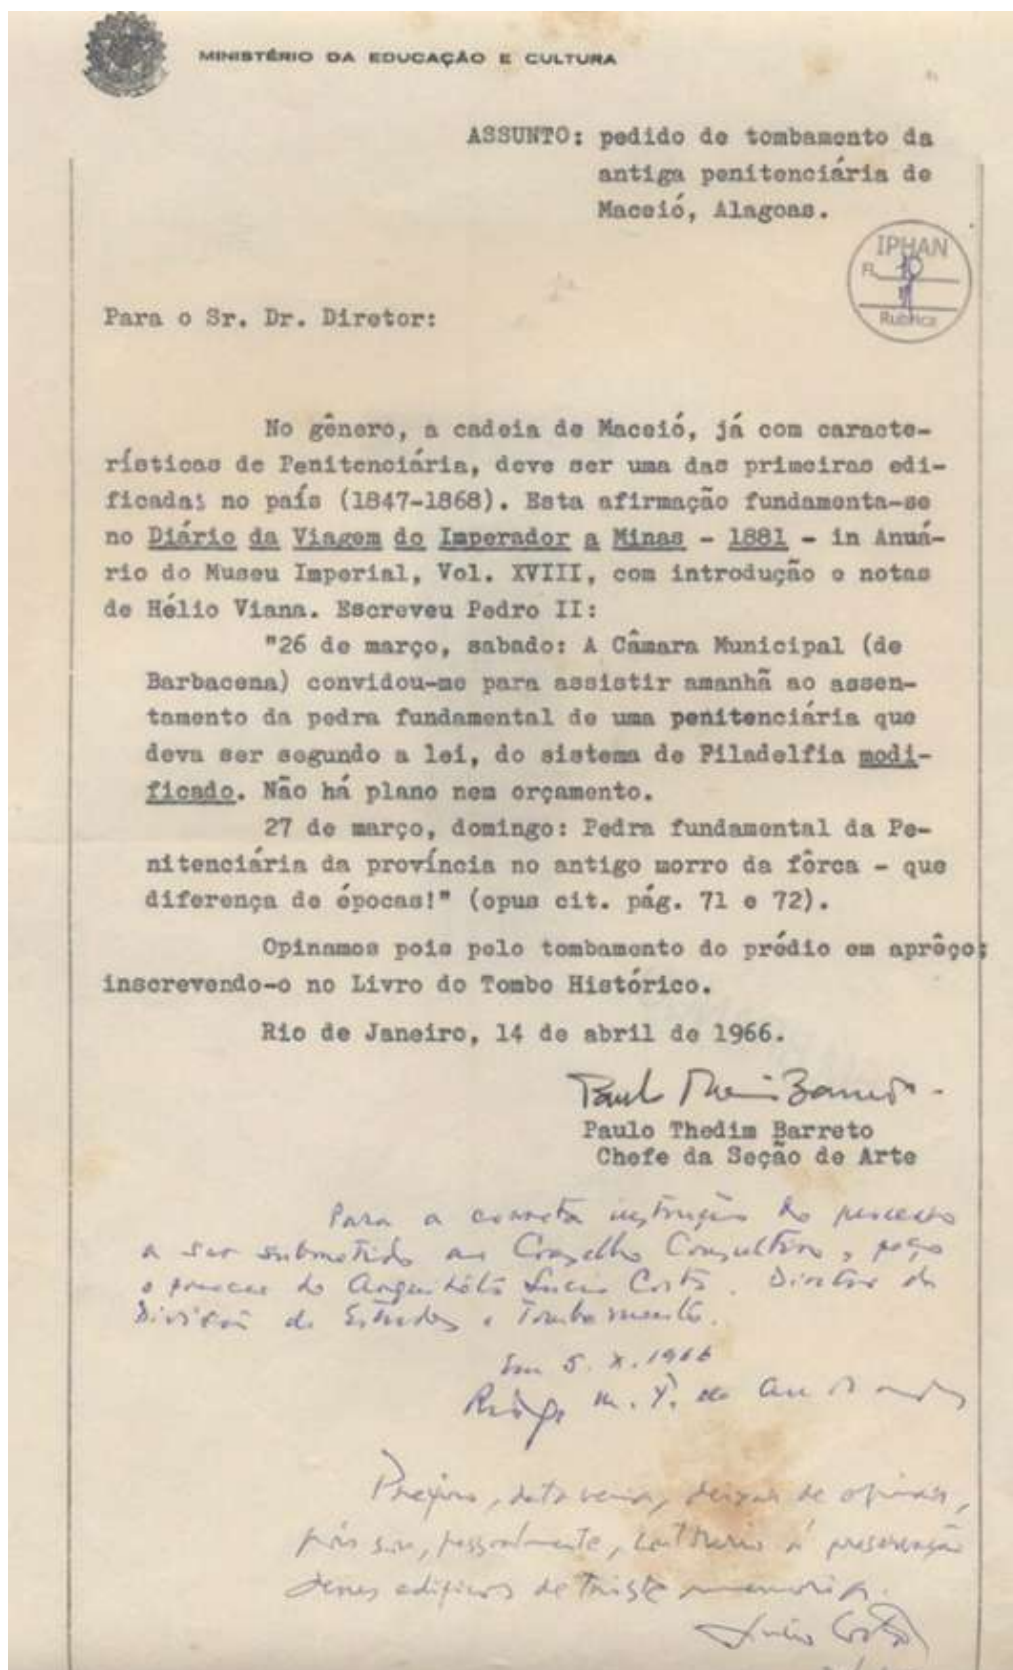 MINISTÉRIO DA EDUCAÇÃO E CULTURA
ASSUNTO: pedido de tombamento da
antiga penitenciária de
Maceió, Alagoas.
IPHAN
Fl. 10
Rubrica
Para o Sr. Dr. Diretor:
No gênero, a cadeia de Maceió, já com caracte-
rísticas de Penitenciária, deve ser uma das primeiras edi-
ficadas no país (1847-1868). Esta afirmação fundamenta-se
no Diário da Viagem do Imperador a Minas - 1881 - in Anuá-
rio do Museu Imperial, Vol. XVIII, com introdução e notas
de Hélio Viana. Escreveu Pedro II:
"26 de março, sabado: A Câmara Municipal (de
Barbacena) convidou-me para assistir amanhã ao assen-
tamento da pedra fundamental de uma penitenciária que
deva ser segundo a lei, do sistema de Filadelfia modi-
ficado. Não há plano nem orçamento.
27 de março, domingo: Pedra fundamental da Pe-
nitenciária da província no antigo morro da fôrca - que
diferença de épocas!" (opus cit. pág. 71 e 72).
Opinamos pois pelo tombamento do prédio em aprêço;
inscrevendo-o no Livro do Tombo Histórico.
Rio de Janeiro, 14 de abril de 1966.
Paulo Thedim Barreto
Paulo Thedim Barreto
Chefe da Seção de Arte
Para a correta instrução do processo
a ser submetido ao Conselho Consultivo, peço
o parecer do Arquiteto Lucio Costa. Diretor da
Divisão de Estudos e Tombamento.
Em 5.X.1966
Rodrigo M. F. de Andrade
Prefiro, data venia, deixar de opinar,
pois sou, pessoalmente, contrário à preservação
desses edifícios de triste memória.
Lucio Costa